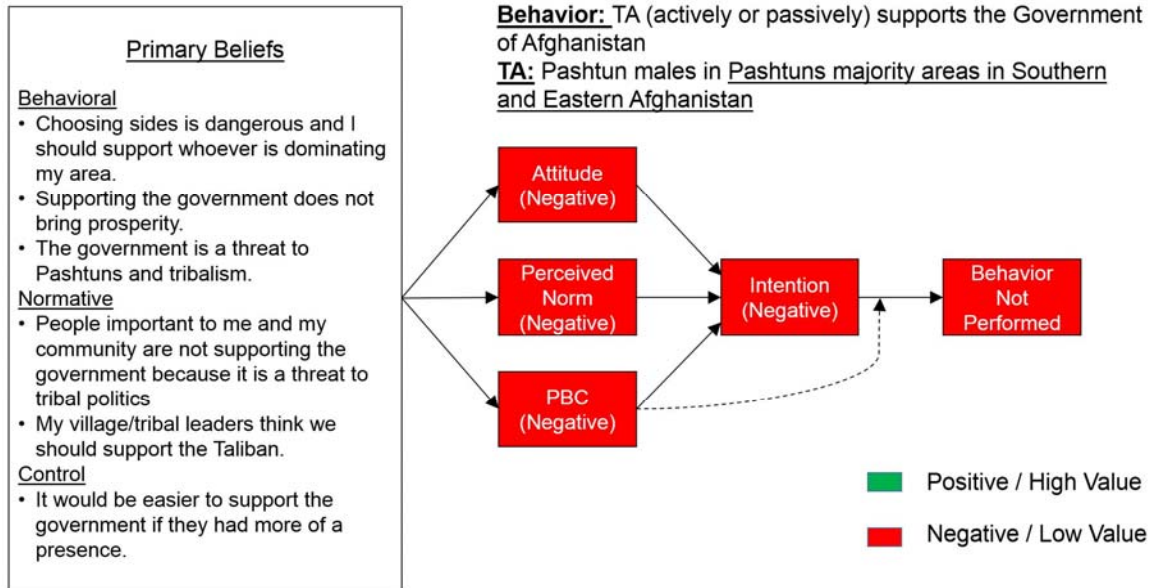 Primary Beliefs
Behavioral
• Choosing sides is dangerous and I
should support whoever is dominating
my area.
• Supporting the government does not
bring prosperity.
• The government is a threat to
Pashtuns and tribalism.
Normative
• People important to me and my
community are not supporting the
government because it is a threat to
tribal politics
• My village/tribal leaders think we
should support the Taliban.
Control
• It would be easier to support the
government if they had more of a
presence.
Behavior: TA (actively or passively) supports the Government
of Afghanistan
TA: Pashtun males in Pashtuns majority areas in Southern
and Eastern Afghanistan
Attitude
(Negative)
Perceived
Norm
(Negative)
PBC
(Negative)
Intention
(Negative)
Behavior
Not
Performed
Positive / High Value
Negative / Low Value